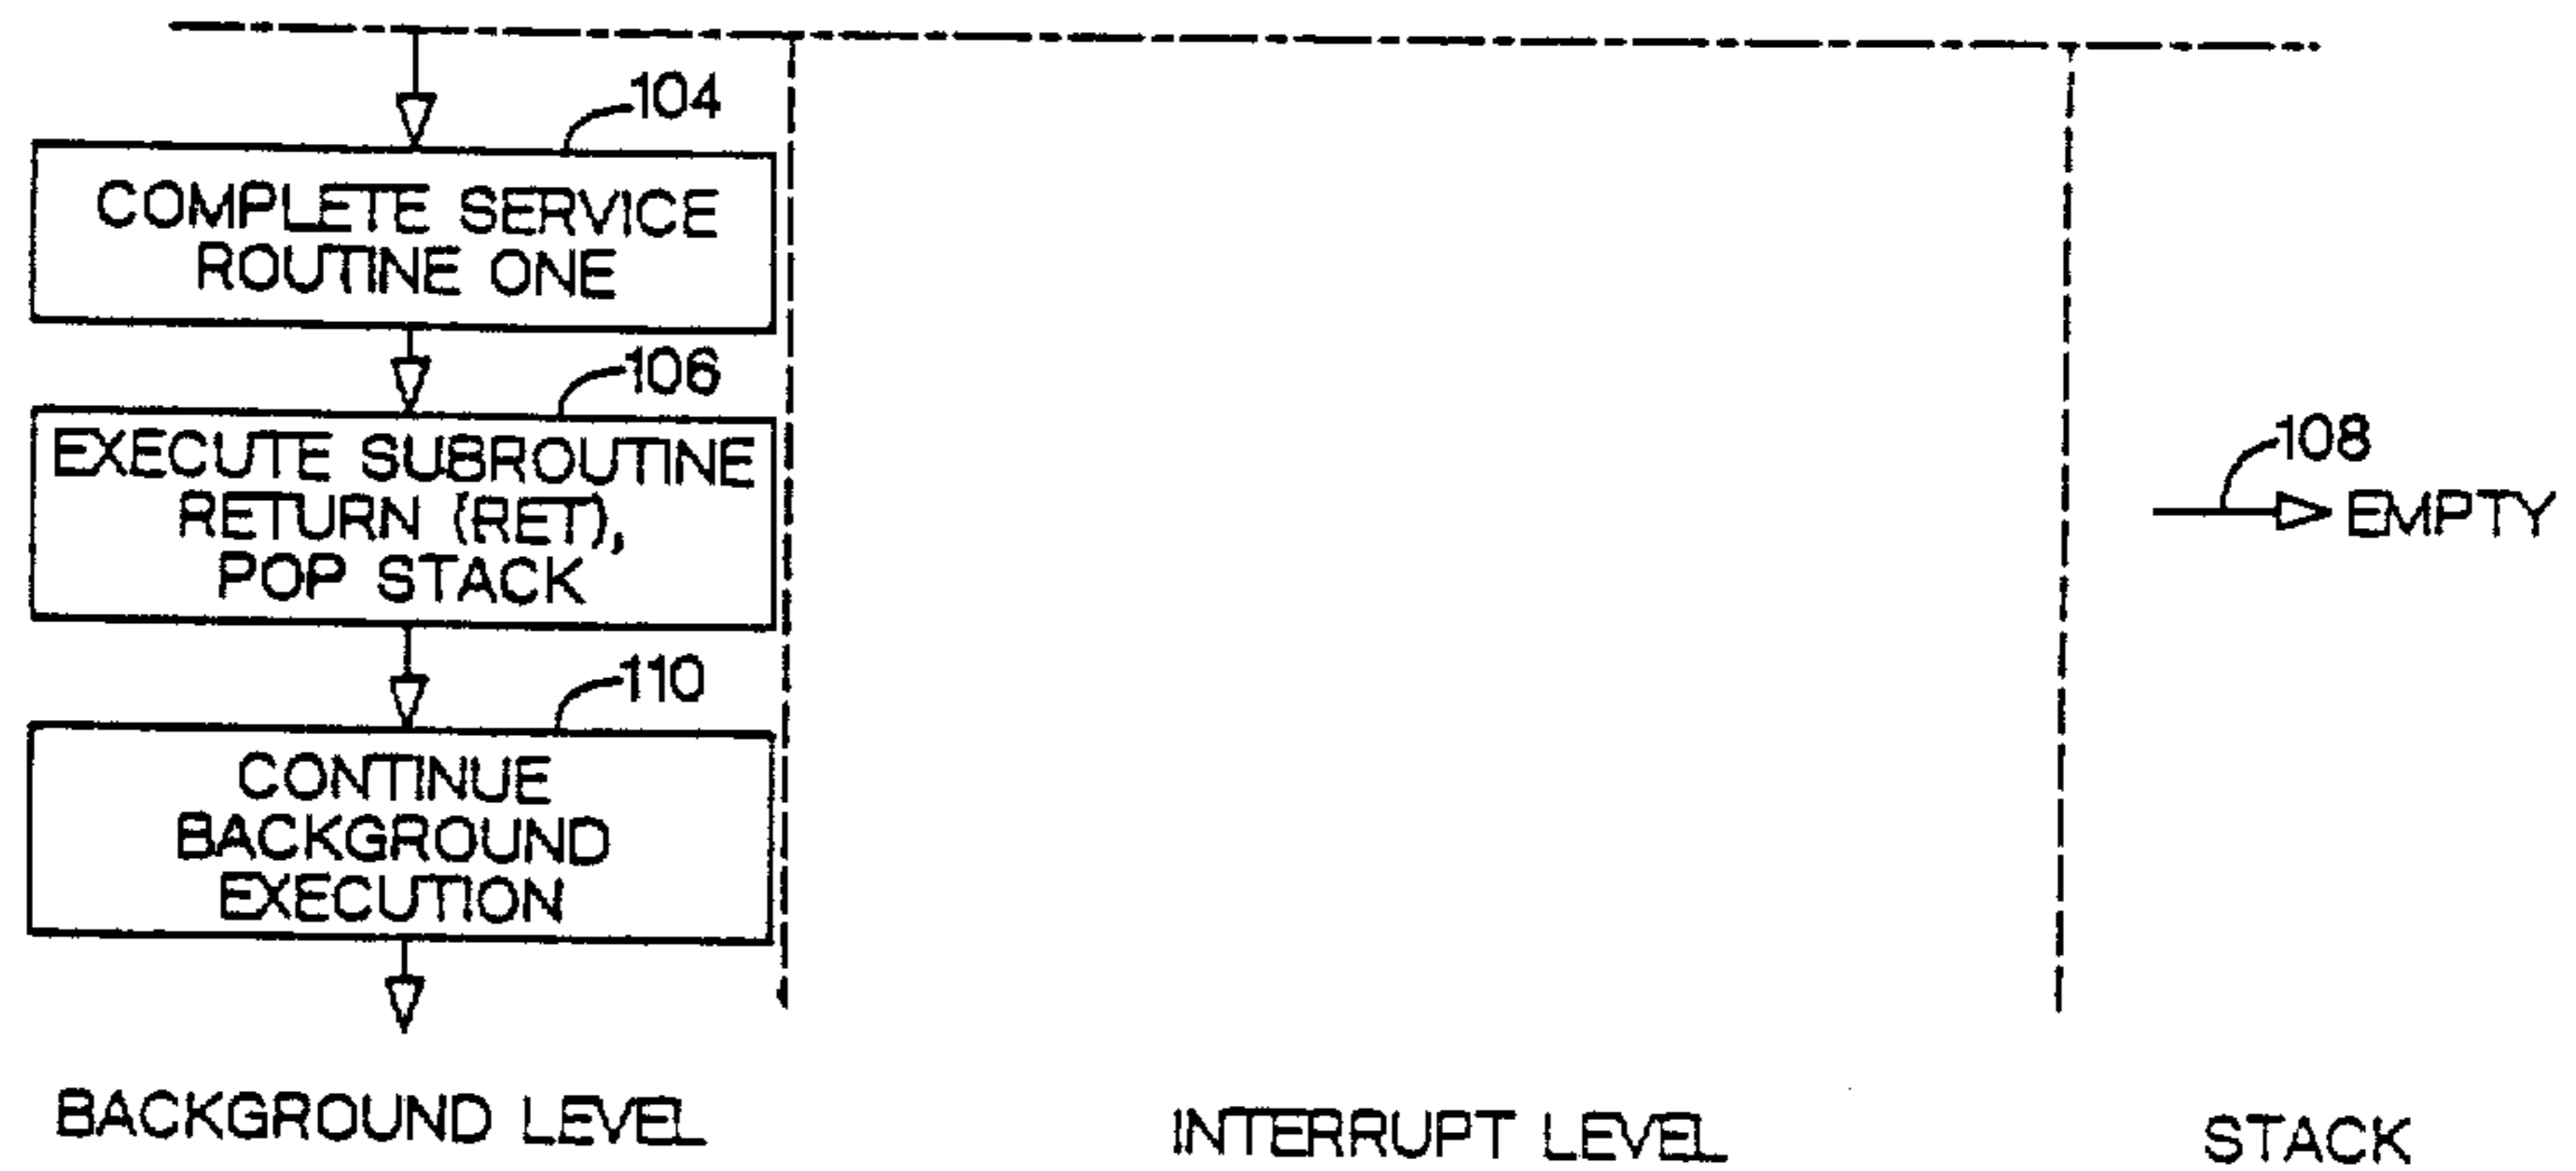 104
COMPLETE SERVICE
ROUTINE ONE
106
EXECUTE SUBROUTINE
RETURN (RET),
POP STACK
108
EMPTY
110
CONTINUE
BACKGROUND
EXECUTION
BACKGROUND LEVEL
INTERRUPT LEVEL
STACK